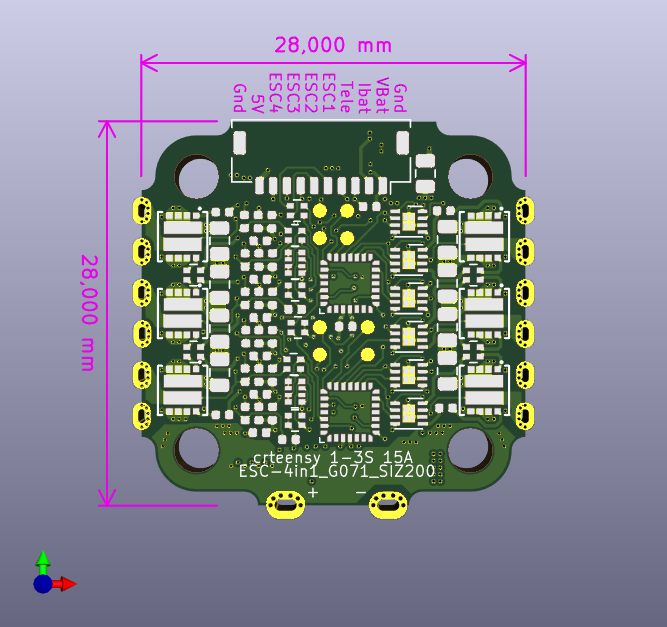 28,000 mm
Gnd
5V
ESC4
ESC3
ESC2
ESC1
Tele
Ibat
VBat
Gnd
28,000 mm
crteensy 1-3S 15A
ESC-4in1_G071_SiZ200
+ −